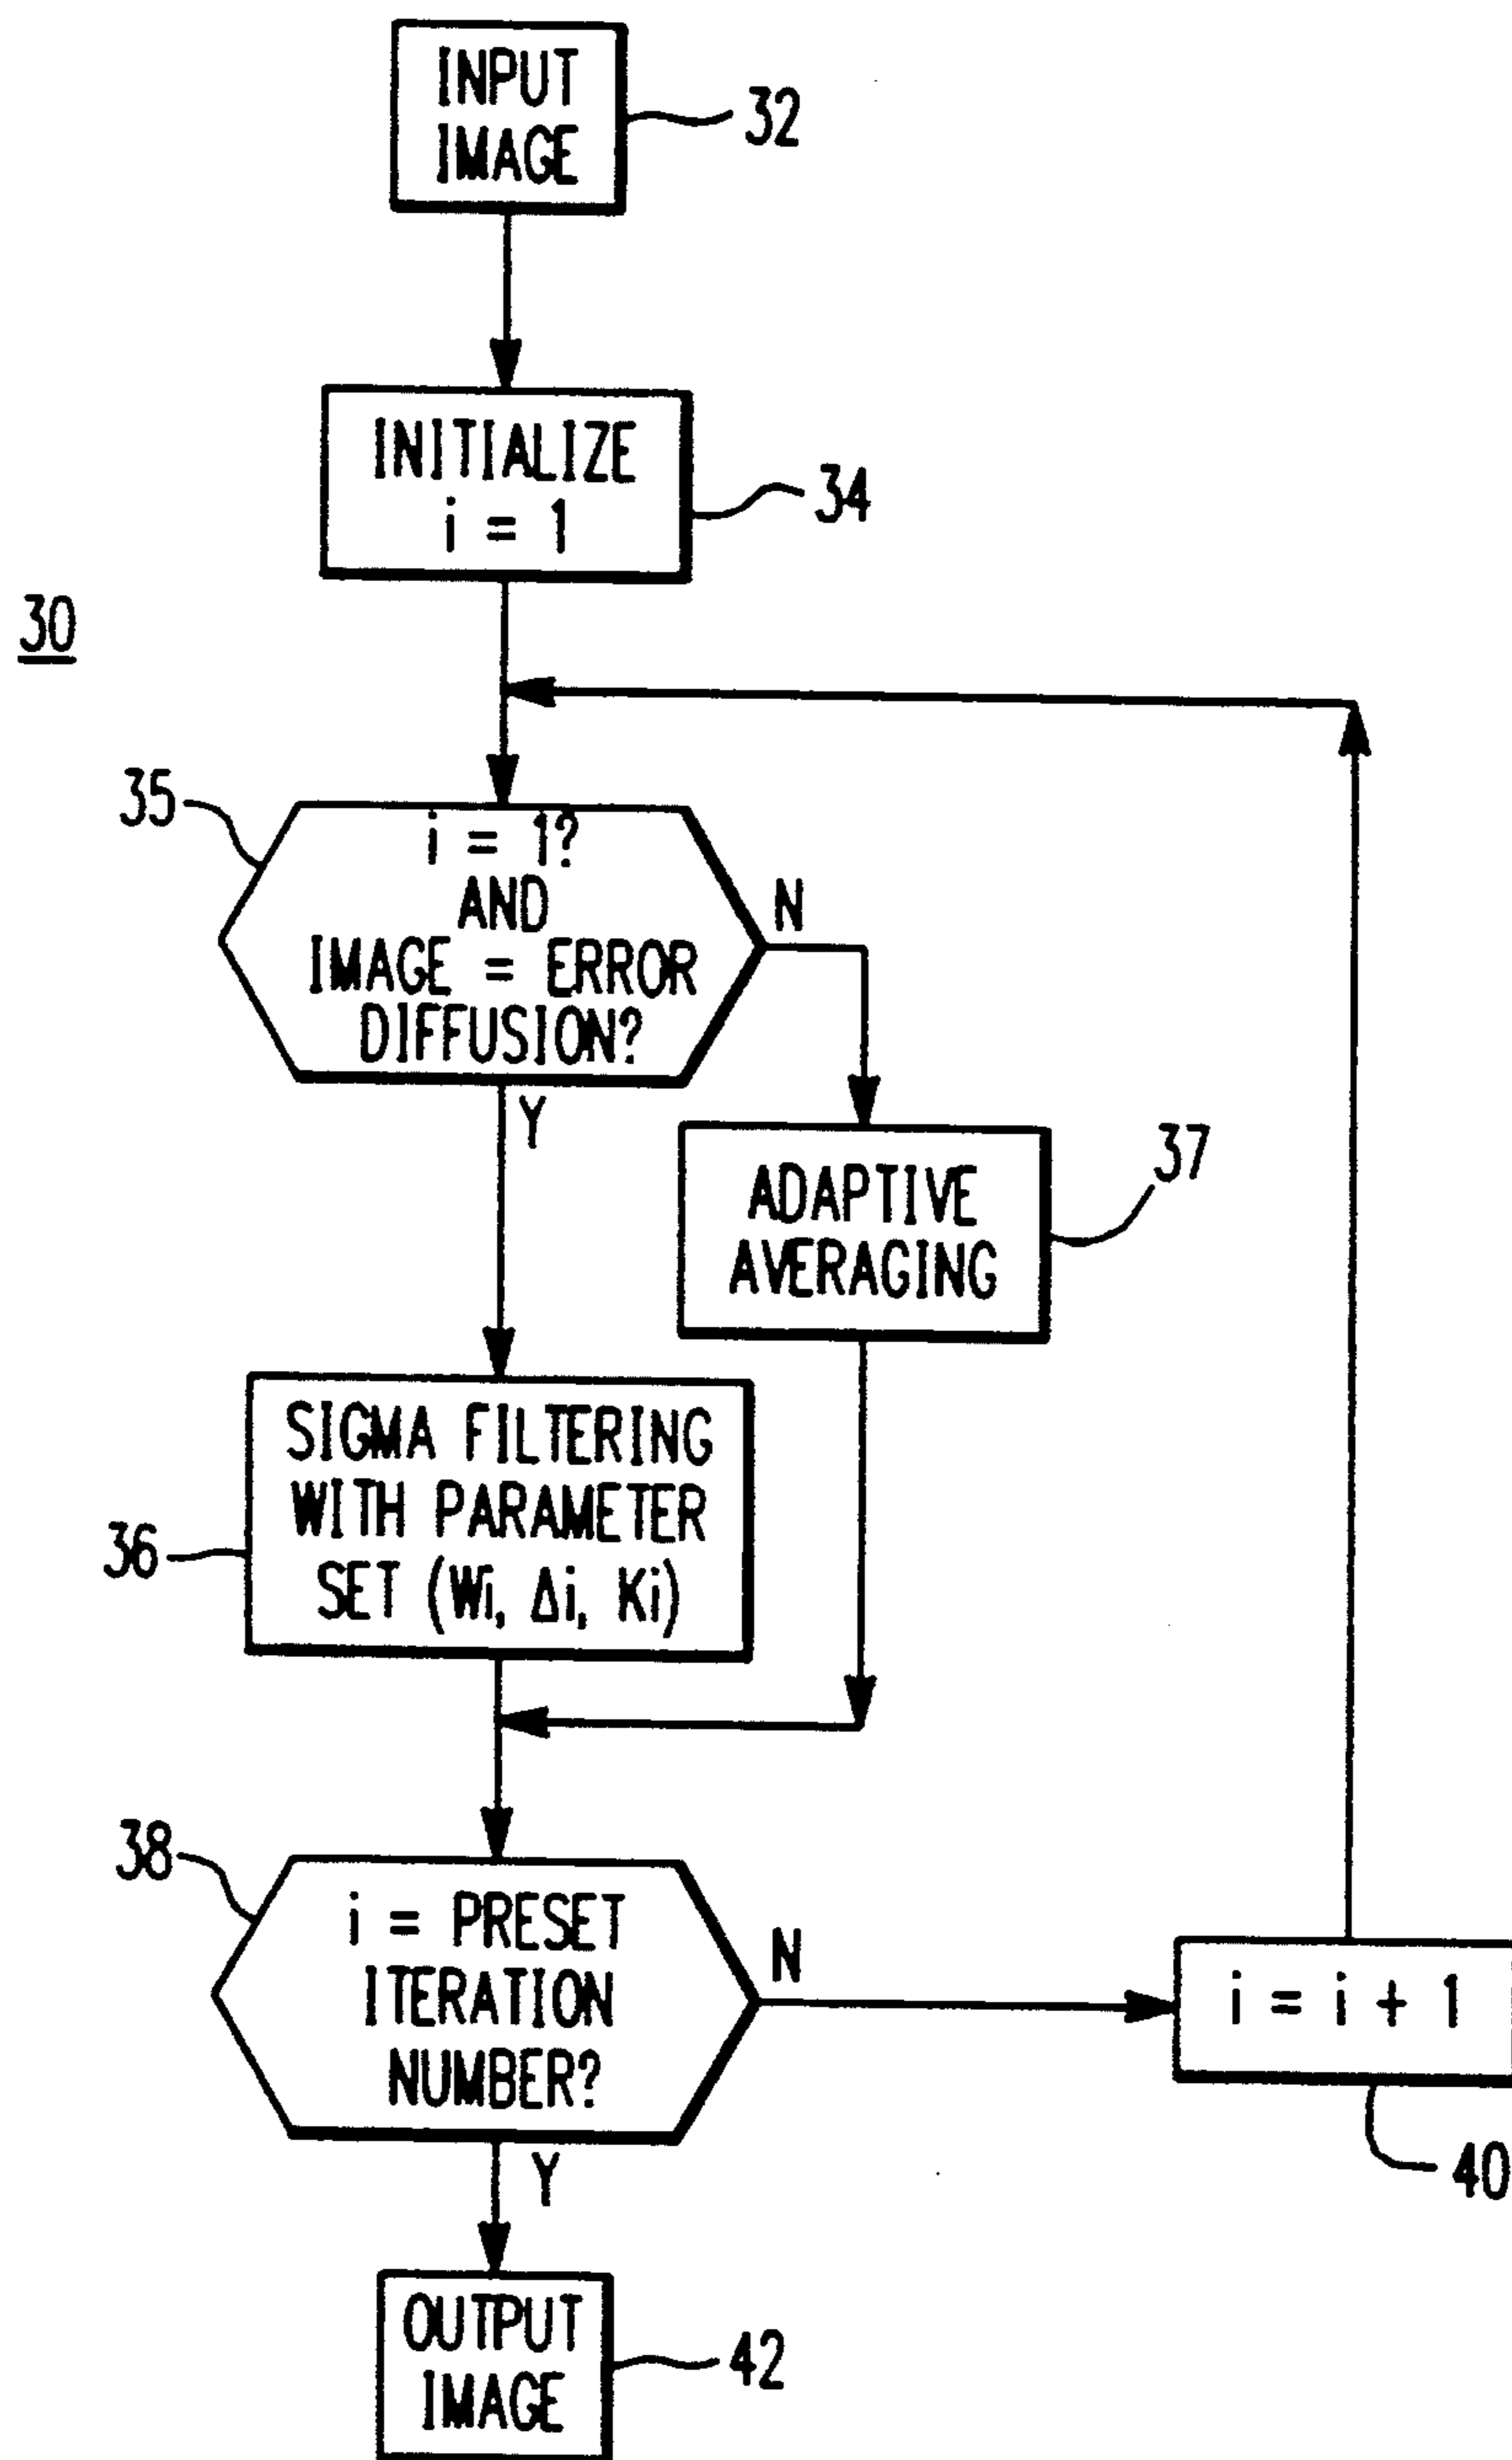 INPUT
IMAGE
32
INITIALIZE
i = 1
34
30
35
i = 1?
AND
IMAGE = ERROR
DIFFUSION?
N
Y
ADAPTIVE
AVERAGING
37
SIGMA FILTERING
WITH PARAMETER
SET (Wi, Δi, Ki)
36
38
i = PRESET
ITERATION
NUMBER?
N
i = i + 1
40
Y
OUTPUT
IMAGE
42